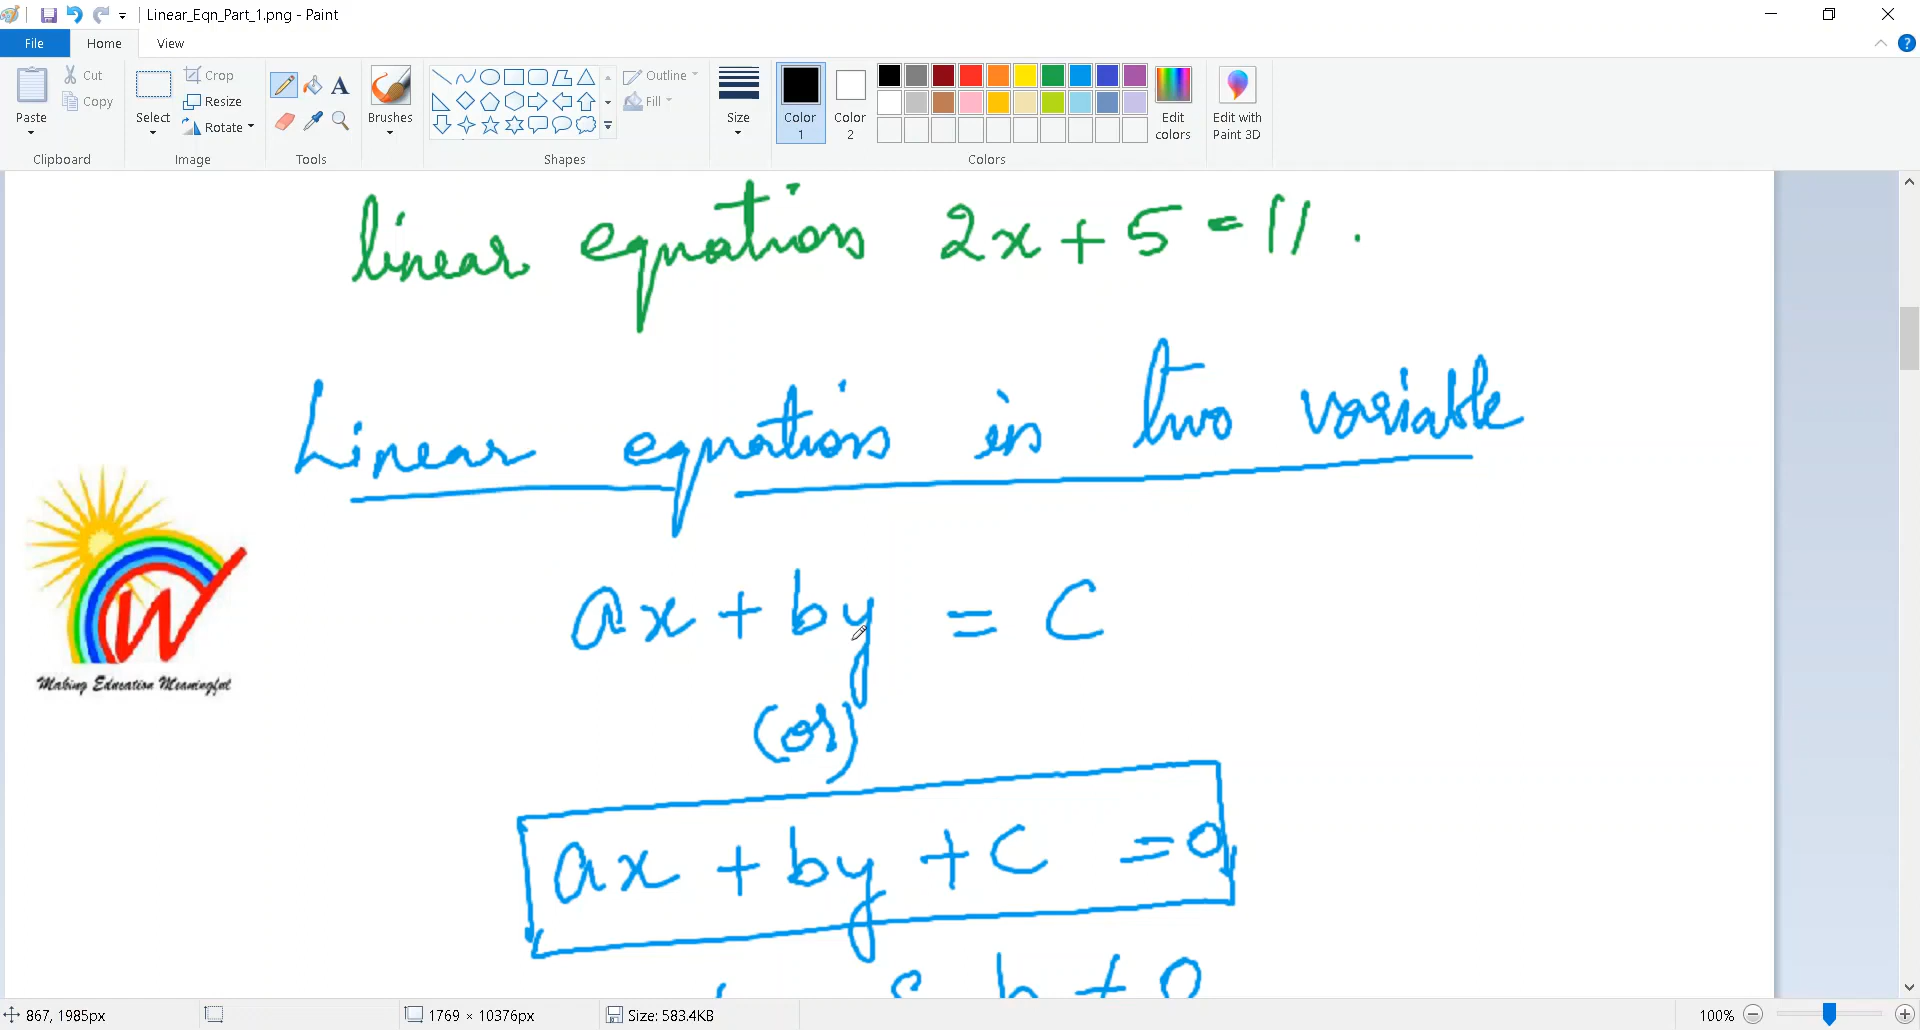 Linear_Eqn_Part_1.png - Paint
File Home View
Paste Cut Copy Clipboard
Select Crop Resize Rotate Image
Tools
Brushes
Outline Fill Shapes
Size
Color 1 Color 2 Edit colors Colors
Edit with Paint 3D
linear equation 2x + 5 = 11 .
Linear equation in two variable
ax + by = C
(or)
ax + by + C = 0
Making Education Meaningful
b ≠ 0
867, 1985px 1769 × 10376px Size: 583.4KB 100%